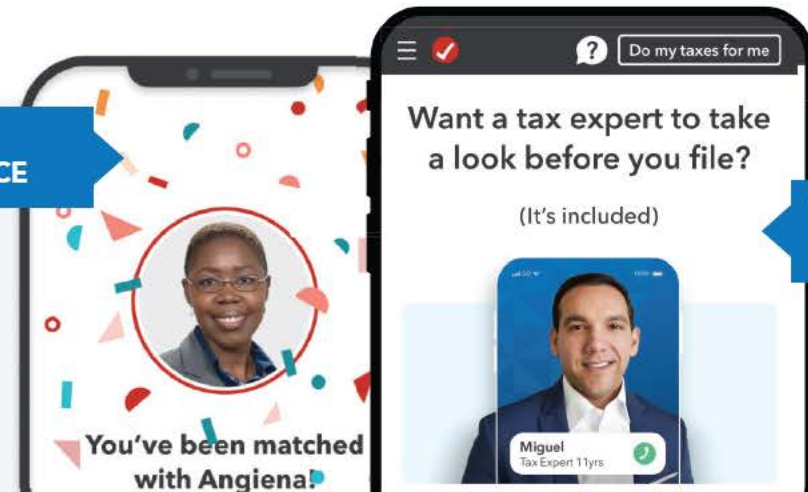 CE
You've been matched
with Angiena!
?
Do my taxes for me
Want a tax expert to take
a look before you file?
(It's included)
Miguel
Tax Expert 11yrs